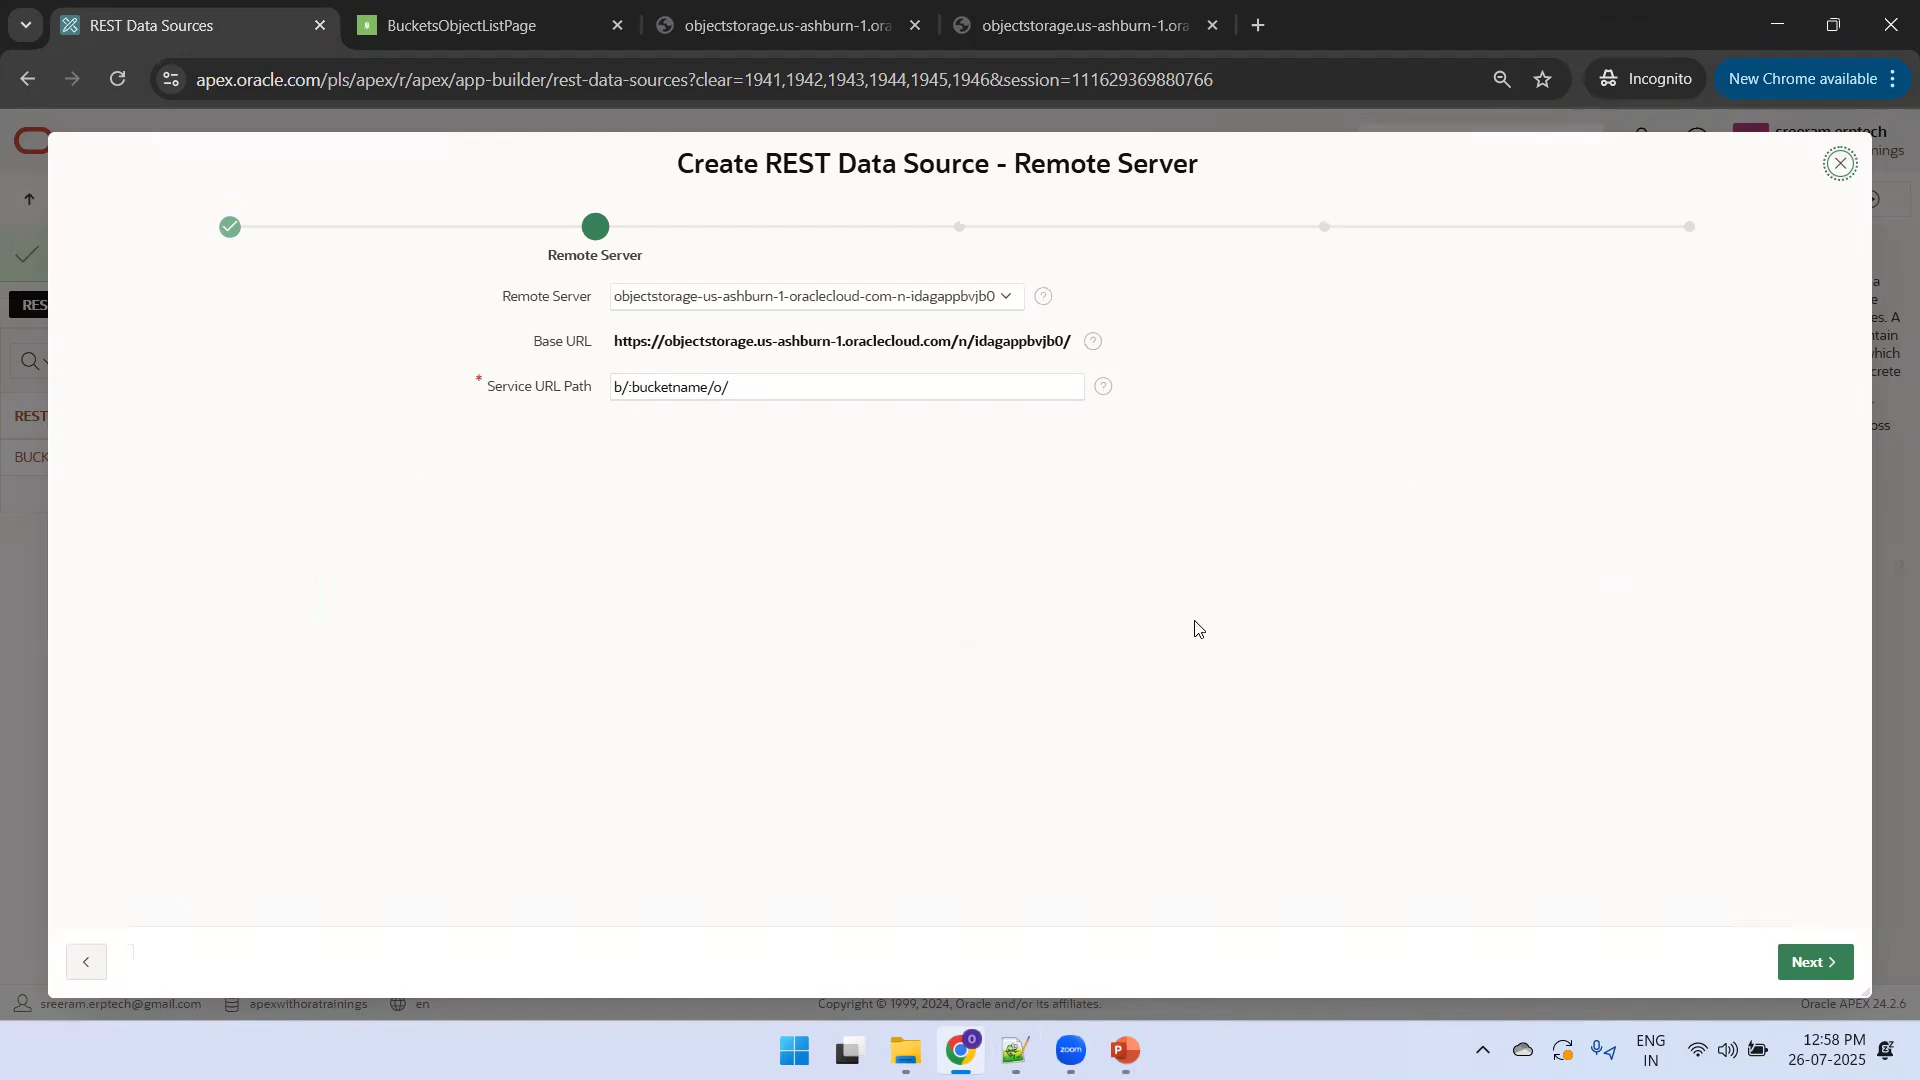 REST Data Sources
BucketsObjectListPage
objectstorage.us-ashburn-1.ora
objectstorage.us-ashburn-1.ora
apex.oracle.com/pls/apex/r/apex/app-builder/rest-data-sources?clear=1941,1942,1943,1944,1945,1946&session=111629369880766
Incognito
New Chrome available
Create REST Data Source - Remote Server
Remote Server
Remote Server
objectstorage-us-ashburn-1-oraclecloud-com-n-idagappbvjb0
Base URL
https://objectstorage.us-ashburn-1.oraclecloud.com/n/idagappbvjb0/
* Service URL Path
b/:bucketname/o/
RES
REST
BUCK
Next
sreeram.erptech@gmail.com
apexwithoratrainings
en
Copyright © 1999, 2024, Oracle and/or its affiliates.
Oracle APEX 24.2.6
zoom
ENG
IN
12:58 PM
26-07-2025